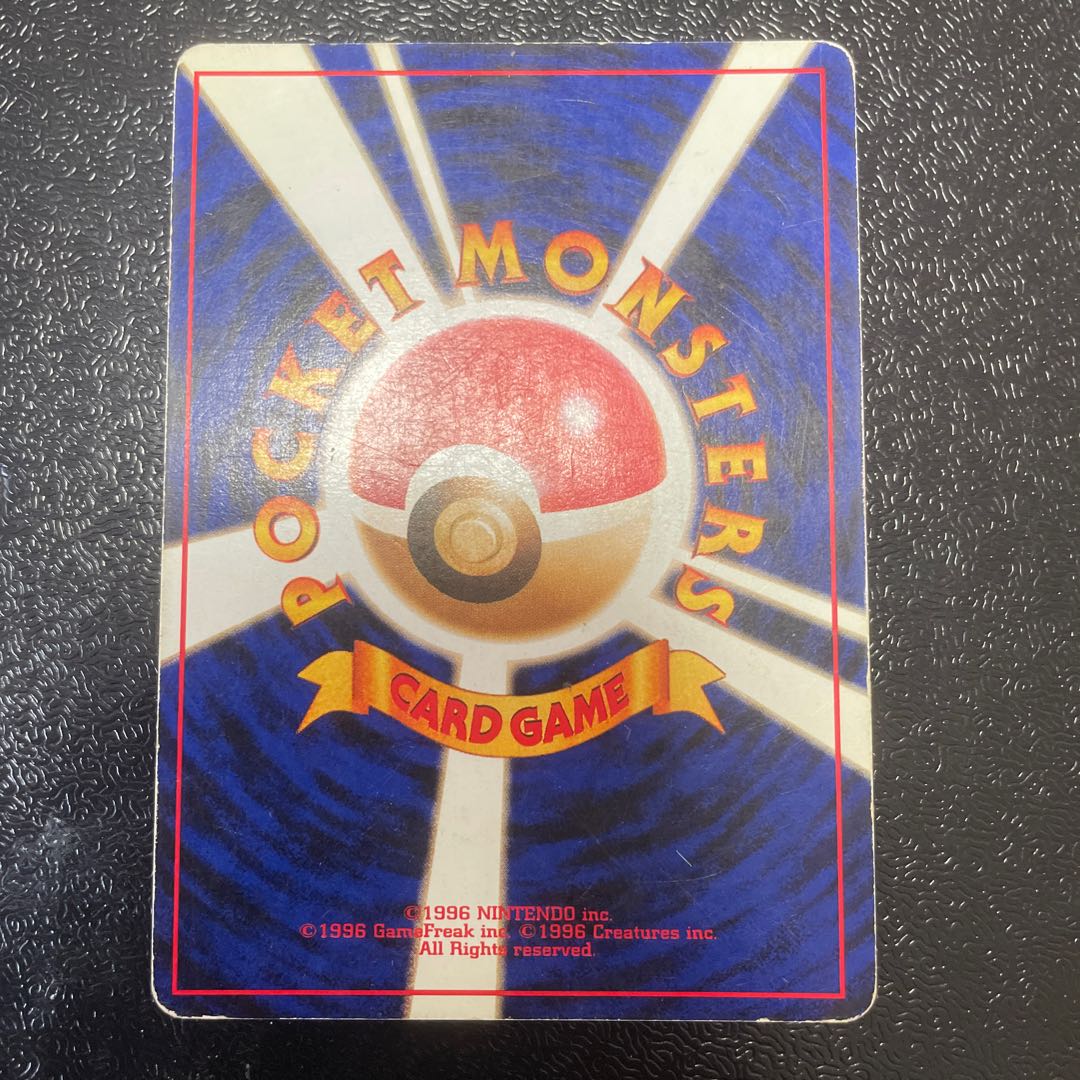 POCKET MONSTERS
CARD GAME
©1996 NINTENDO inc.
©1996 GameFreak inc. ©1996 Creatures inc.
All Rights reserved.